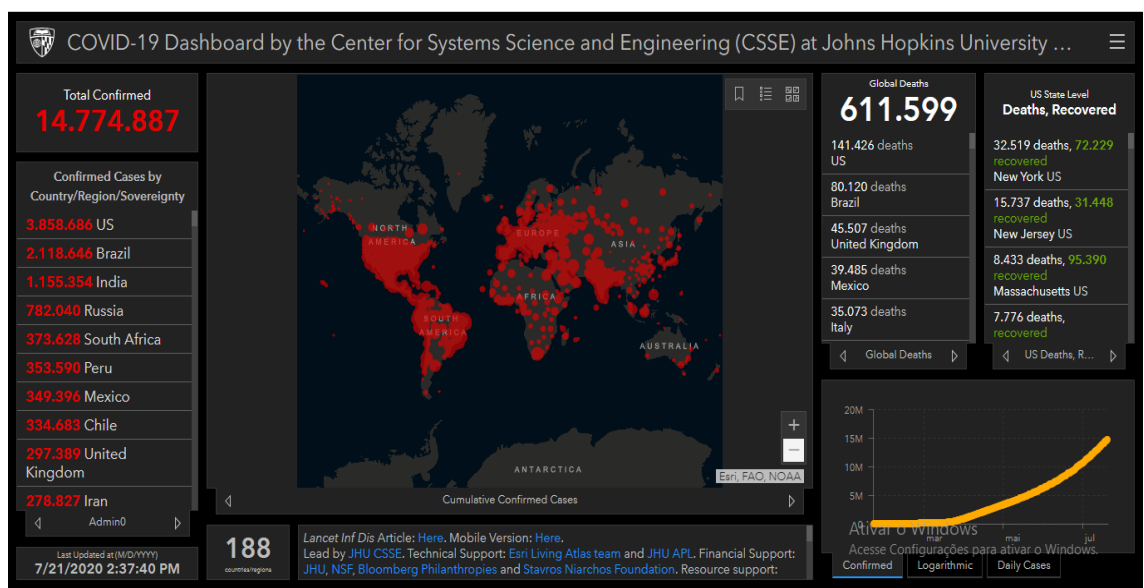 COVID-19 Dashboard by the Center for Systems Science and Engineering (CSSE) at Johns Hopkins University ...
Total Confirmed
14.774.887
Confirmed Cases by
Country/Region/Sovereignty
3.858.686 US
2.118.646 Brazil
1.155.354 India
782.040 Russia
373.628 South Africa
353.590 Peru
349.396 Mexico
334.683 Chile
297.389 United
Kingdom
278.827 Iran
Admin0
Last Updated at (M/D/YYYY)
7/21/2020 2:37:40 PM
NORTH
AMERICA
EUROPE
ASIA
AFRICA
SOUTH
AMERICA
AUSTRALIA
ANTARCTICA
+
−
Esri, FAO, NOAA
Cumulative Confirmed Cases
188
countries/regions
Lancet Inf Dis Article: Here. Mobile Version: Here.
Lead by JHU CSSE. Technical Support: Esri Living Atlas team and JHU APL. Financial Support:
JHU, NSF, Bloomberg Philanthropies and Stavros Niarchos Foundation. Resource support:
Global Deaths
611.599
141.426 deaths
US
80.120 deaths
Brazil
45.507 deaths
United Kingdom
39.485 deaths
Mexico
35.073 deaths
Italy
Global Deaths
US State Level
Deaths, Recovered
32.519 deaths, 72.229
recovered
New York US
15.737 deaths, 31.448
recovered
New Jersey US
8.433 deaths, 95.390
recovered
Massachusetts US
7.776 deaths,
recovered
US Deaths, R...
20M
15M
10M
5M
0
mar
mai
jul
Ativar o Windows
Acesse Configurações para ativar o Windows.
Confirmed
Logarithmic
Daily Cases